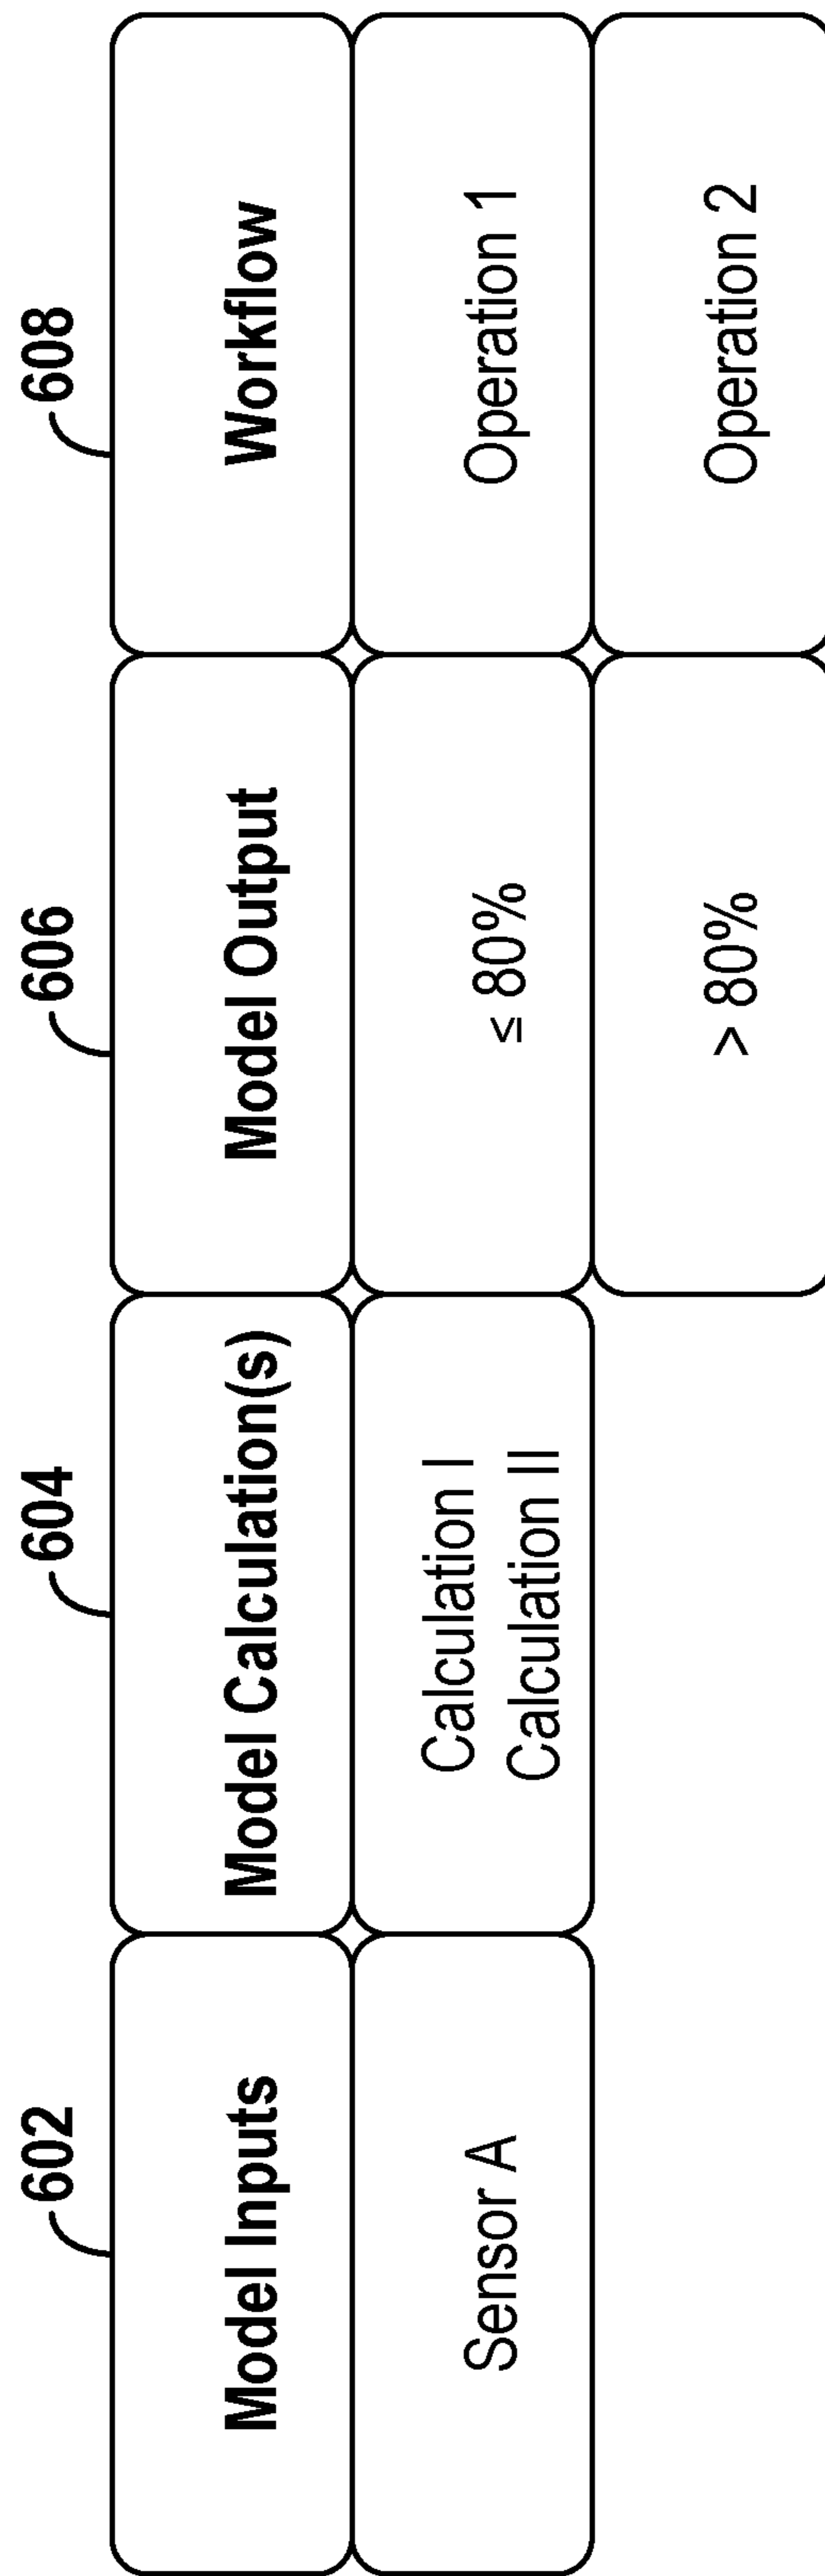 602
604
606
608
Model Inputs
Model Calculation(s)
Model Output
Workflow
Sensor A
Calculation I
Calculation II
≤ 80%
Operation 1
> 80%
Operation 2